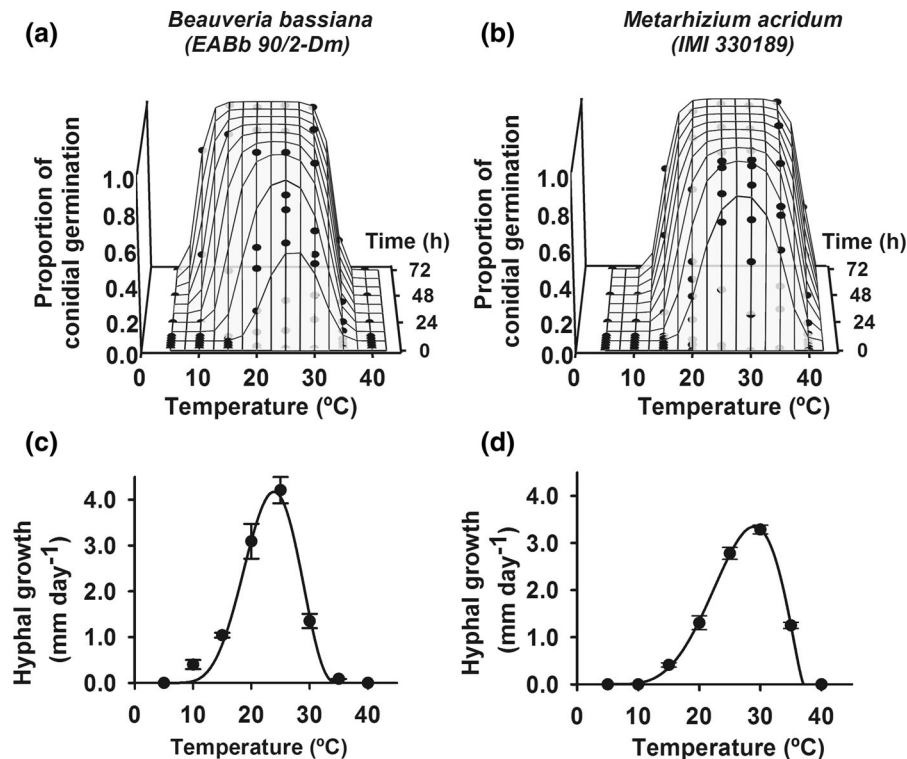 (a)
Beauveria bassiana
(EABb 90/2-Dm)
Proportion of
conidial germination
1.0
0.8
0.6
0.4
0.2
0.0
Time (h)
72
48
24
0
0 10 20 30 40
Temperature (ºC)
(b)
Metarhizium acridum
(IMI 330189)
Proportion of
conidial germination
1.0
0.8
0.6
0.4
0.2
0.0
Time (h)
72
48
24
0
0 10 20 30 40
Temperature (ºC)
(c)
Hyphal growth
(mm day-1)
4.0
3.0
2.0
1.0
0.0
0 10 20 30 40
Temperature (ºC)
(d)
Hyphal growth
(mm day-1)
4.0
3.0
2.0
1.0
0.0
0 10 20 30 40
Temperature (ºC)